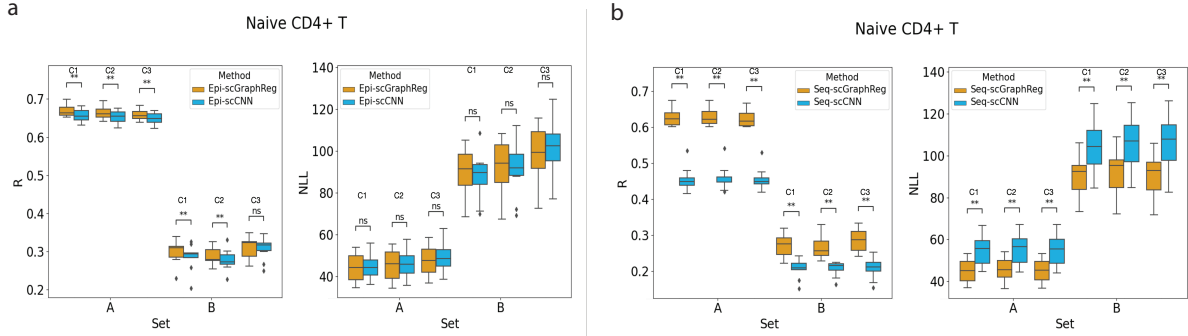 a
Naive CD4+ T
R
0.7
0.6
0.5
0.4
0.3
0.2
C1
**
C2
**
C3
**
Method
Epi-scGraphReg
Epi-scCNN
C1
**
C2
**
C3
ns
A
B
Set
NLL
140
120
100
80
60
40
Method
Epi-scGraphReg
Epi-scCNN
C1
ns
C2
ns
C3
ns
C1
ns
C2
ns
C3
ns
A
B
Set
b
Naive CD4+ T
R
0.7
0.6
0.5
0.4
0.3
0.2
C1
**
C2
**
C3
**
Method
Seq-scGraphReg
Seq-scCNN
C1
**
C2
**
C3
**
A
B
Set
NLL
140
120
100
80
60
40
Method
Seq-scGraphReg
Seq-scCNN
C1
**
C2
**
C3
**
C1
**
C2
**
C3
**
A
B
Set